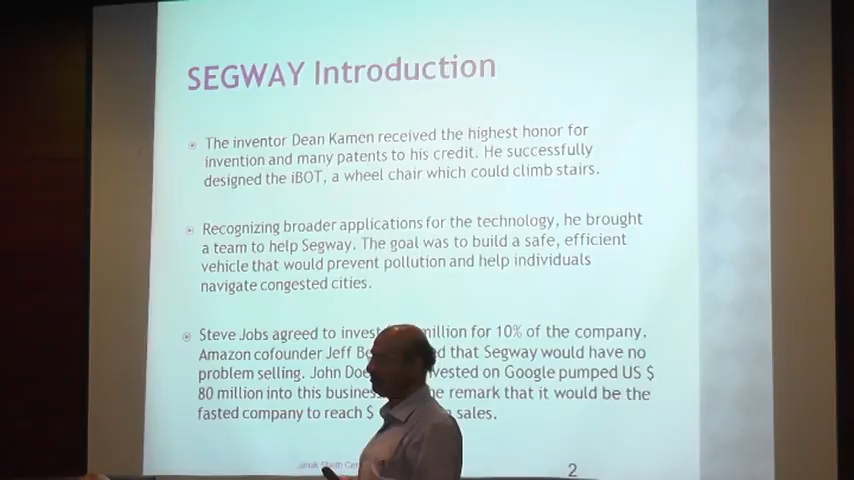 SEGWAY Introduction
The inventor Dean Kamen received the highest honor for
invention and many patents to his credit. He successfully
designed the iBOT, a wheel chair which could climb stairs.
Recognizing broader applications for the technology, he brought
a team to help Segway. The goal was to build a safe, efficient
vehicle that would prevent pollution and help individuals
navigate congested cities.
Steve Jobs agreed to invest million for 10% of the company.
Amazon cofounder Jeff that Segway would have no
problem selling. John on Google pumped US $
80 million into this remark that it would be the
fasted company to reach $ sales.
2